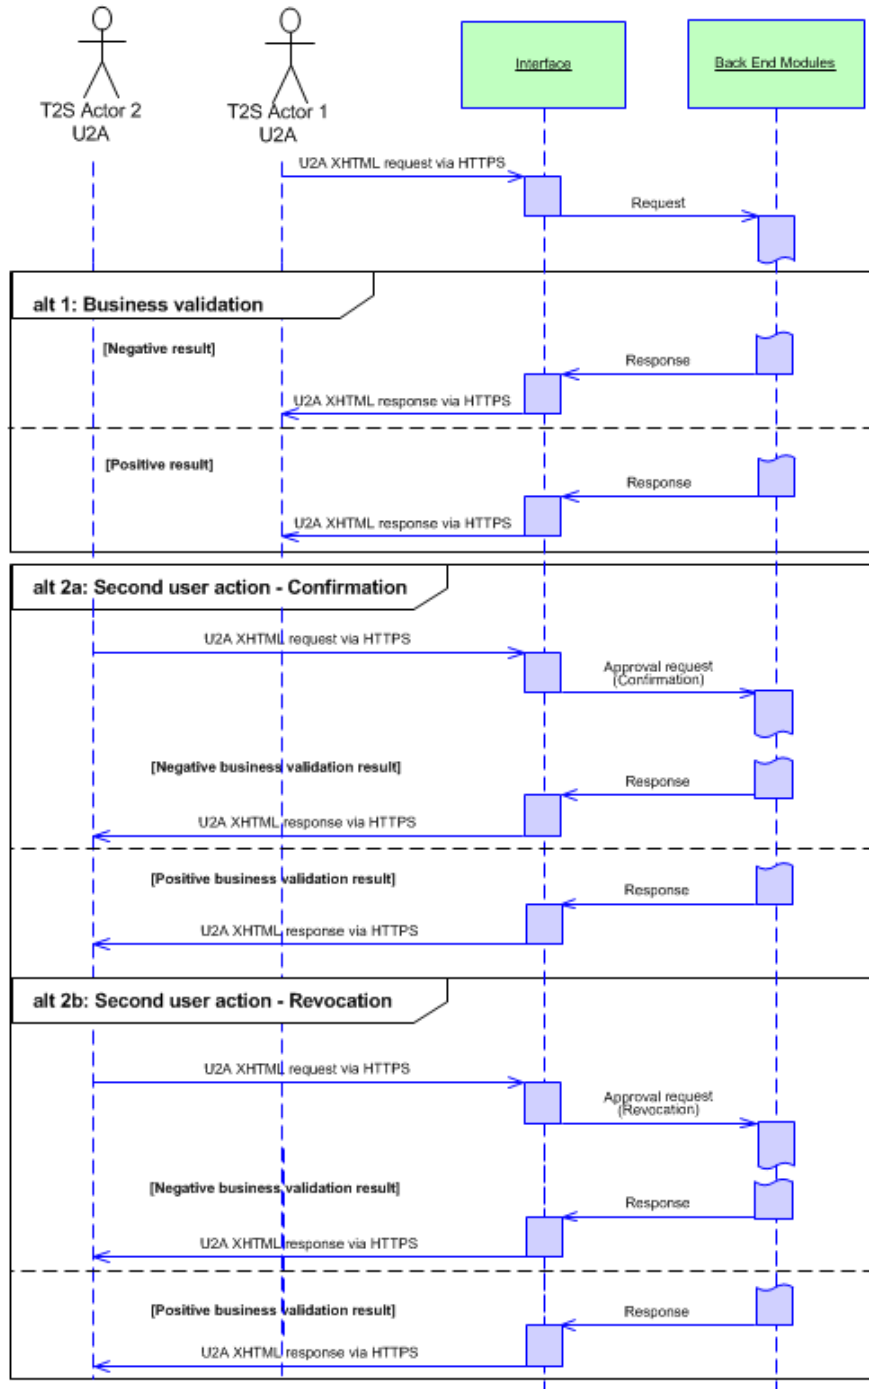 T2S Actor 2
U2A
T2S Actor 1
U2A
Interface
Back End Modules
U2A XHTML request via HTTPS
Request
alt 1: Business validation
[Negative result]
Response
U2A XHTML response via HTTPS
[Positive result]
Response
U2A XHTML response via HTTPS
alt 2a: Second user action - Confirmation
U2A XHTML request via HTTPS
Approval request
(Confirmation)
[Negative business validation result]
Response
U2A XHTML response via HTTPS
[Positive business validation result]
Response
U2A XHTML response via HTTPS
alt 2b: Second user action - Revocation
U2A XHTML request via HTTPS
Approval request
(Revocation)
[Negative business validation result]
Response
U2A XHTML response via HTTPS
[Positive business validation result]
Response
U2A XHTML response via HTTPS